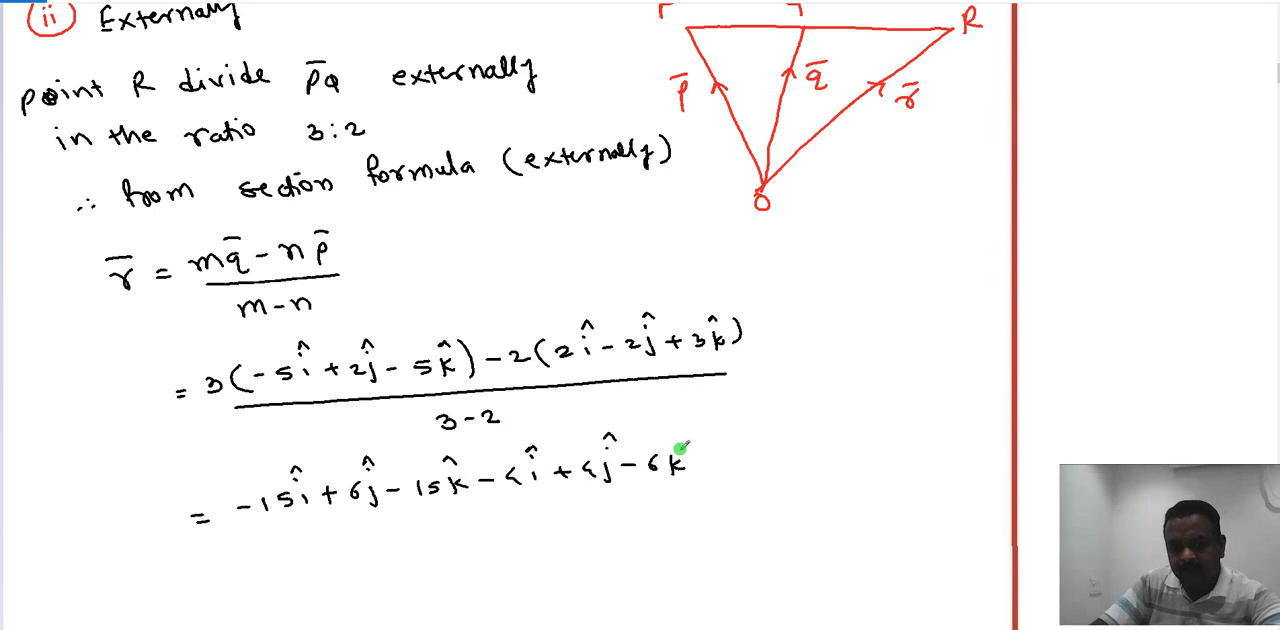 (ii) Externally
point R divide p̄Q externally
in the ratio 3:2
∴ from section formula (externally)
r̄ = mq̄ - np̄
m-n
= 3(-5î + 2ĵ - 5k̂) - 2(2î - 2ĵ + 3k̂)
3-2
= -15î + 6ĵ - 15k̂ - 4î + 4ĵ - 6k
R
p̄
q̄
r̄
O